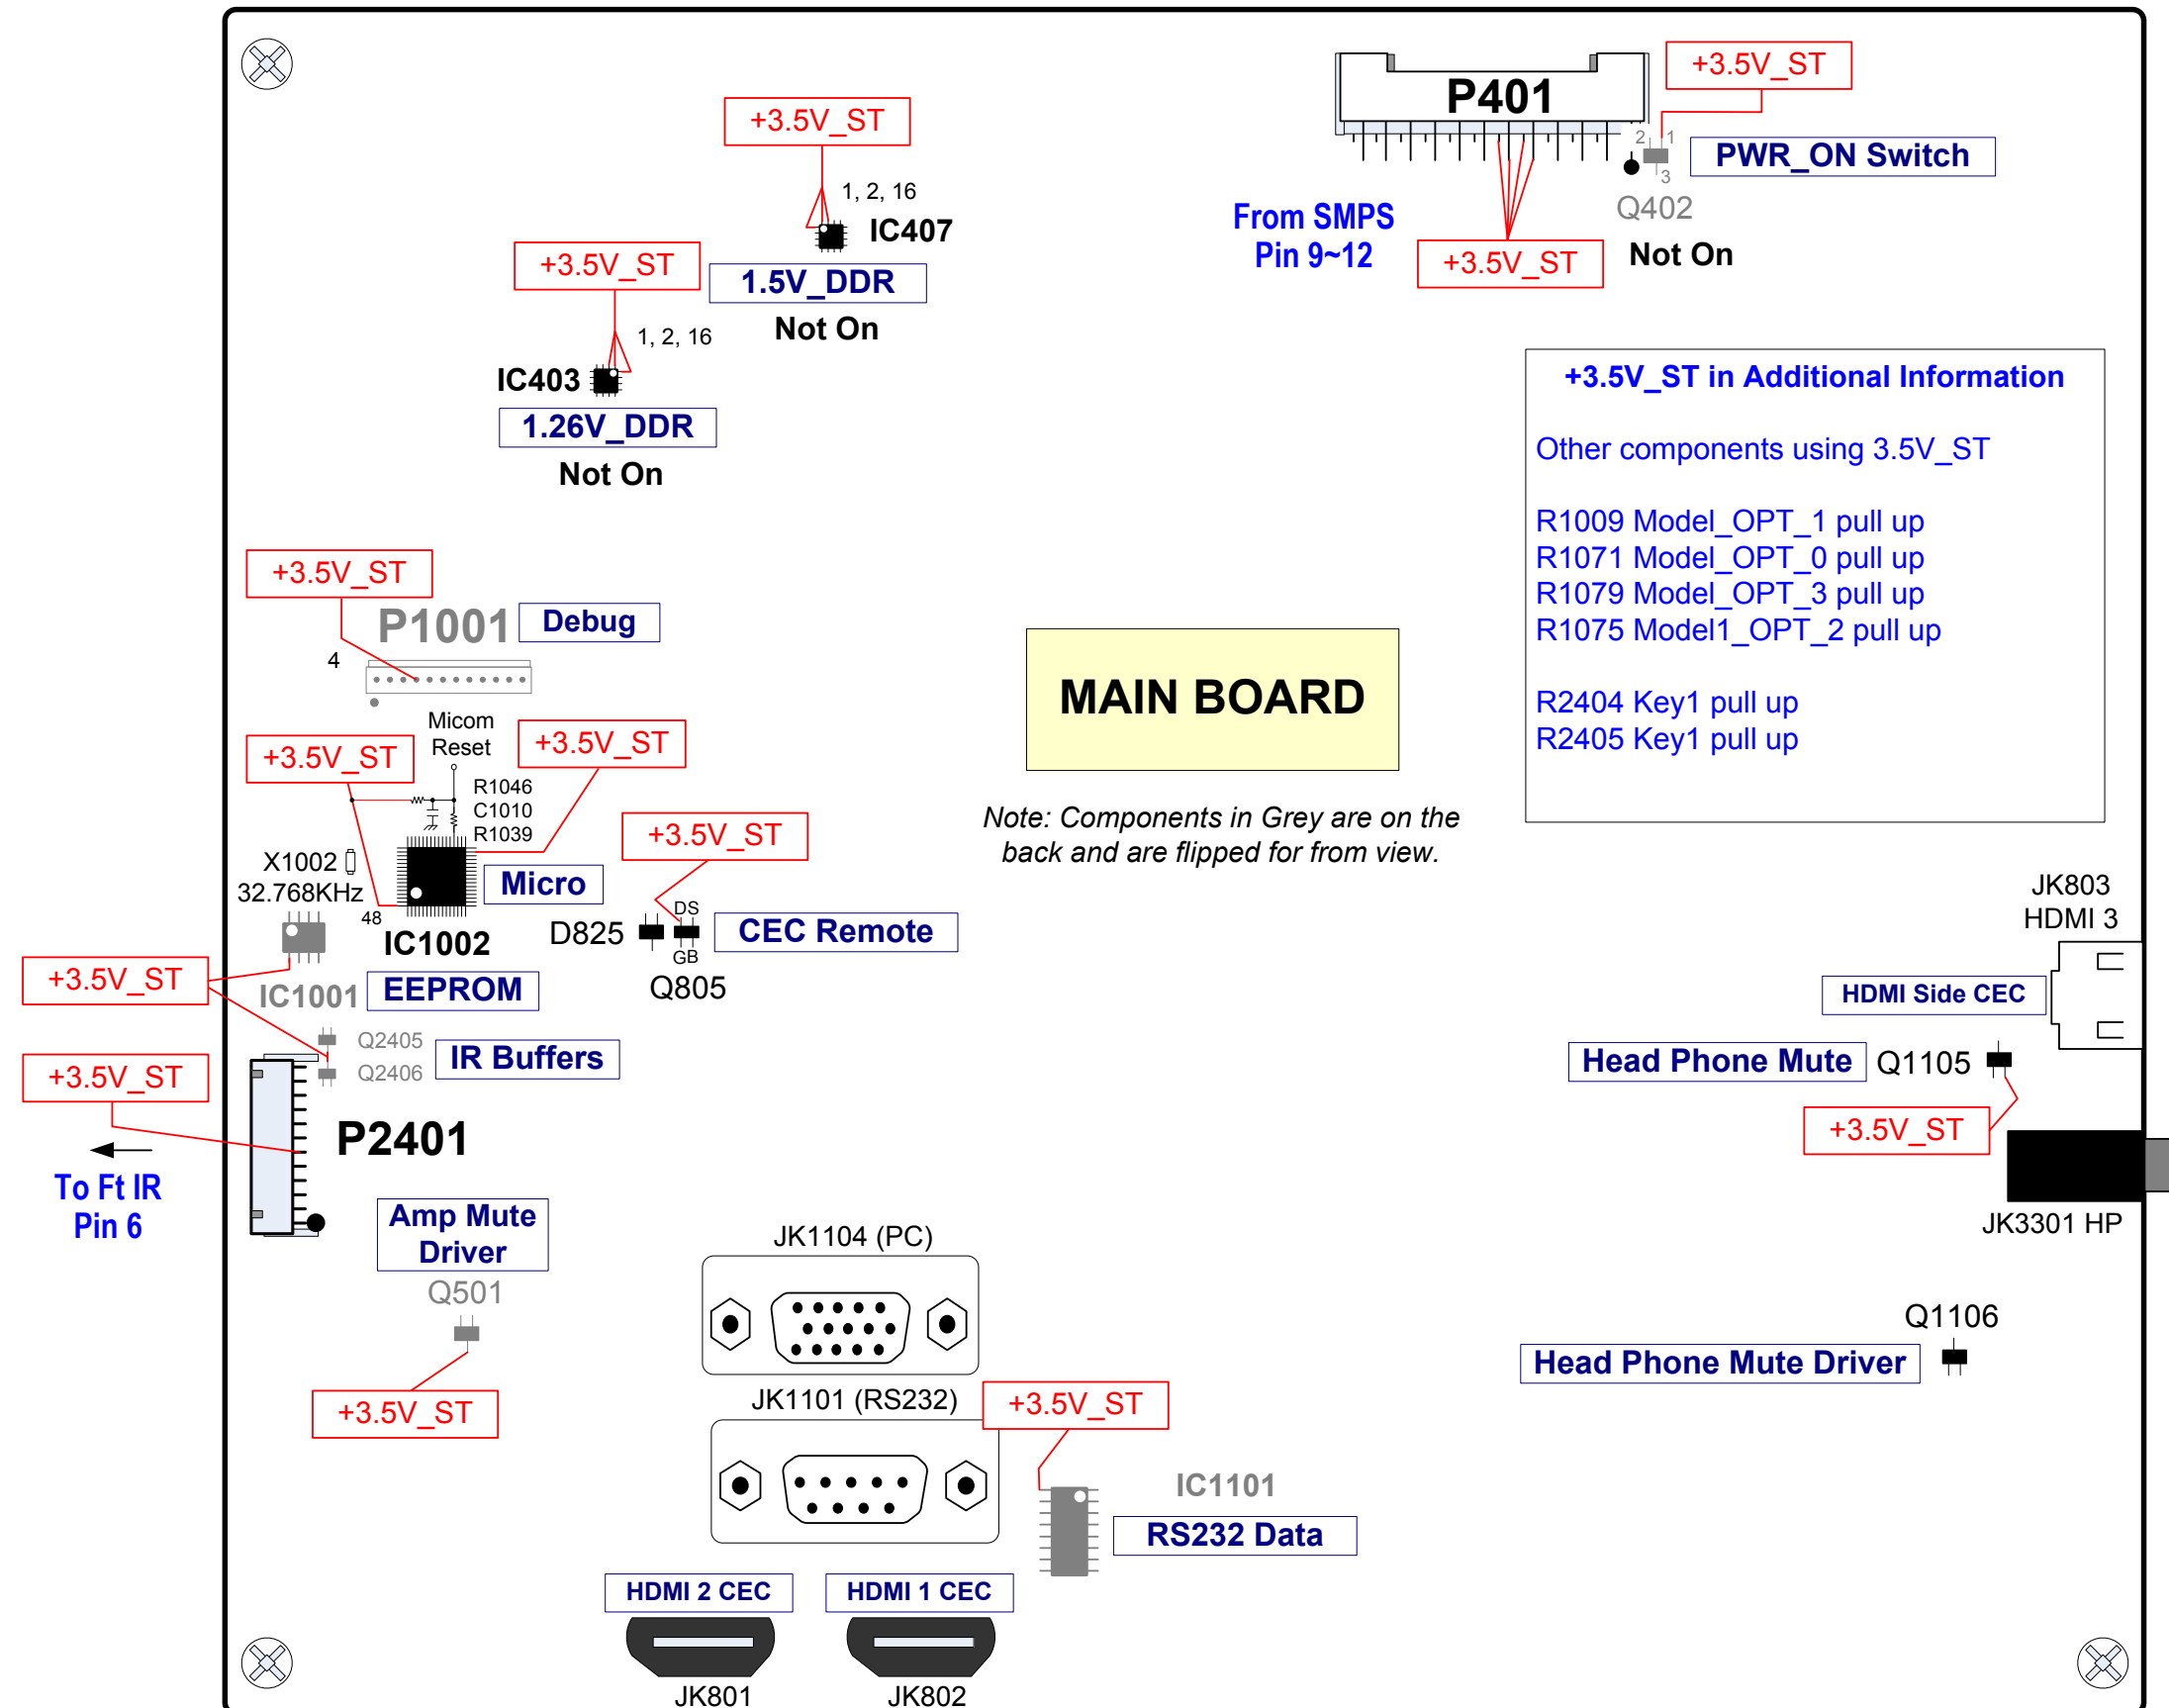 P401
+3.5V_ST
2
1
3
PWR_ON Switch
Q402
Not On
From SMPS
Pin 9~12
+3.5V_ST
+3.5V_ST
1, 2, 16
IC407
1.5V_DDR
Not On
+3.5V_ST
1, 2, 16
IC403
1.26V_DDR
Not On
+3.5V_ST in Additional Information
Other components using 3.5V_ST
R1009 Model_OPT_1 pull up
R1071 Model_OPT_0 pull up
R1079 Model_OPT_3 pull up
R1075 Model1_OPT_2 pull up
R2404 Key1 pull up
R2405 Key1 pull up
+3.5V_ST
P1001
Debug
4
Micom
Reset
+3.5V_ST
+3.5V_ST
R1046
C1010
R1039
X1002
32.768KHz
48
Micro
IC1002
MAIN BOARD
Note: Components in Grey are on the
back and are flipped for from view.
+3.5V_ST
DS
D825
GB
Q805
CEC Remote
+3.5V_ST
IC1001
EEPROM
Q2405
Q2406
IR Buffers
+3.5V_ST
P2401
To Ft IR
Pin 6
JK803
HDMI 3
HDMI Side CEC
Head Phone Mute
Q1105
+3.5V_ST
JK3301 HP
Amp Mute
Driver
Q501
+3.5V_ST
JK1104 (PC)
Q1106
Head Phone Mute Driver
JK1101 (RS232)
+3.5V_ST
IC1101
RS232 Data
HDMI 2 CEC
HDMI 1 CEC
JK801
JK802